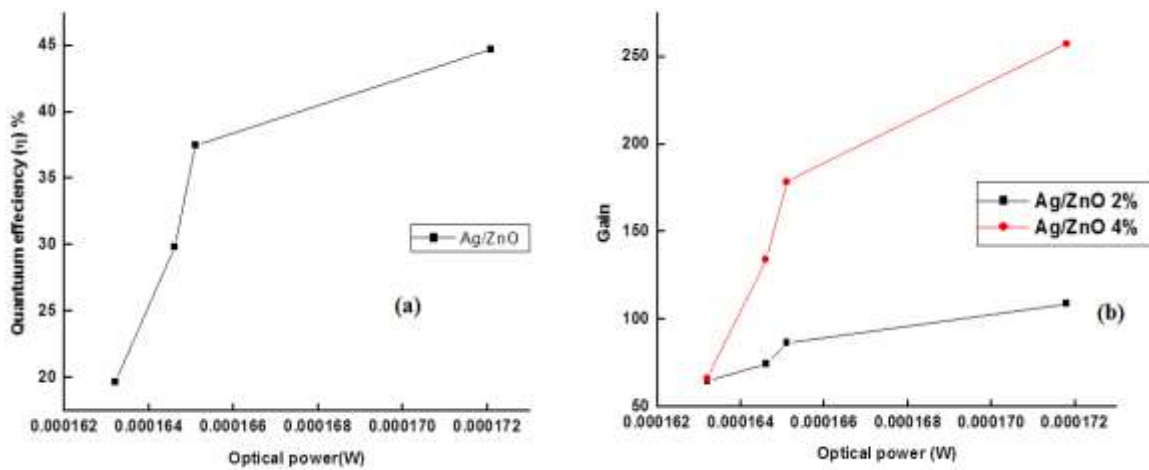 Quantuum effeciency (η) %
45
40
35
30
25
20
Ag/ZnO
(a)
0.000162 0.000164 0.000166 0.000168 0.000170 0.000172
Optical power(W)
Gain
250
200
150
100
50
Ag/ZnO 2%
Ag/ZnO 4%
(b)
0.000162 0.000164 0.000166 0.000168 0.000170 0.000172
Optical power (W)